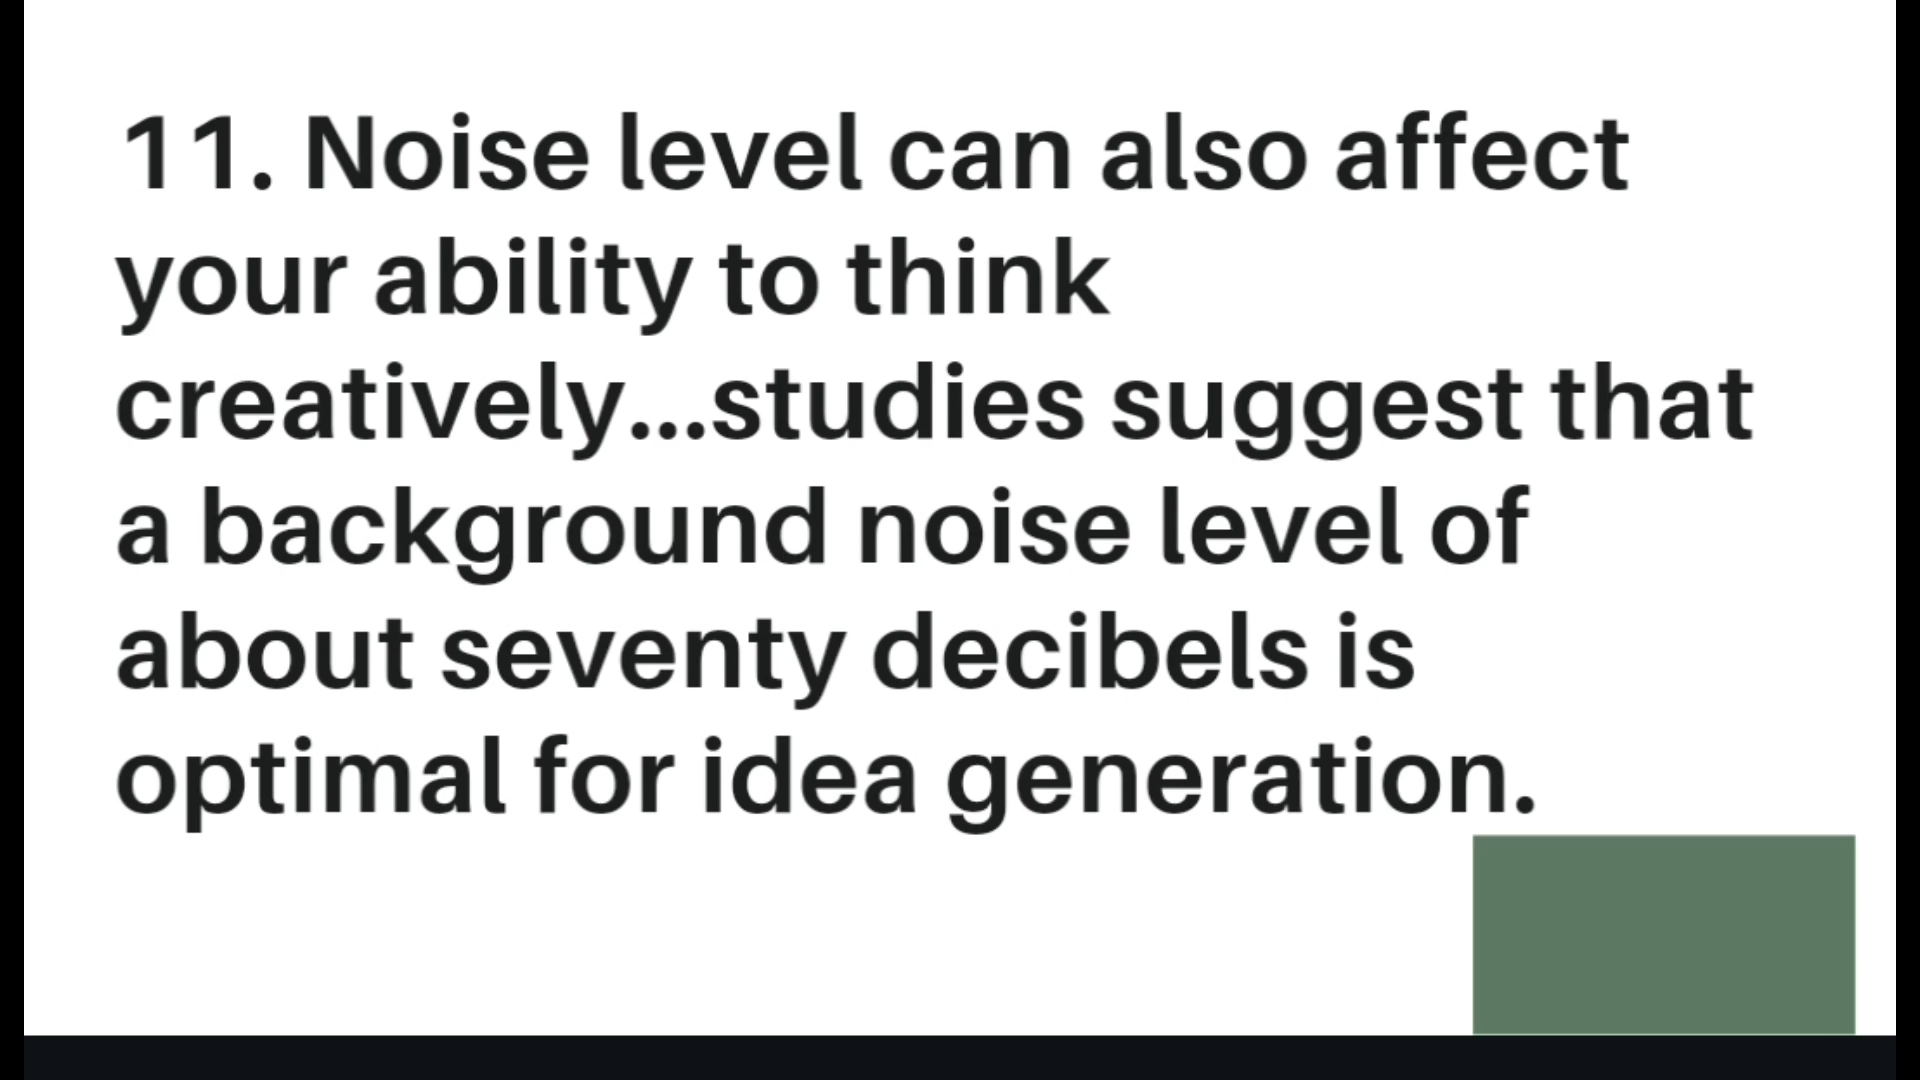 11. Noise level can also affect
your ability to think
creatively...studies suggest that
a background noise level of
about seventy decibels is
optimal for idea generation.